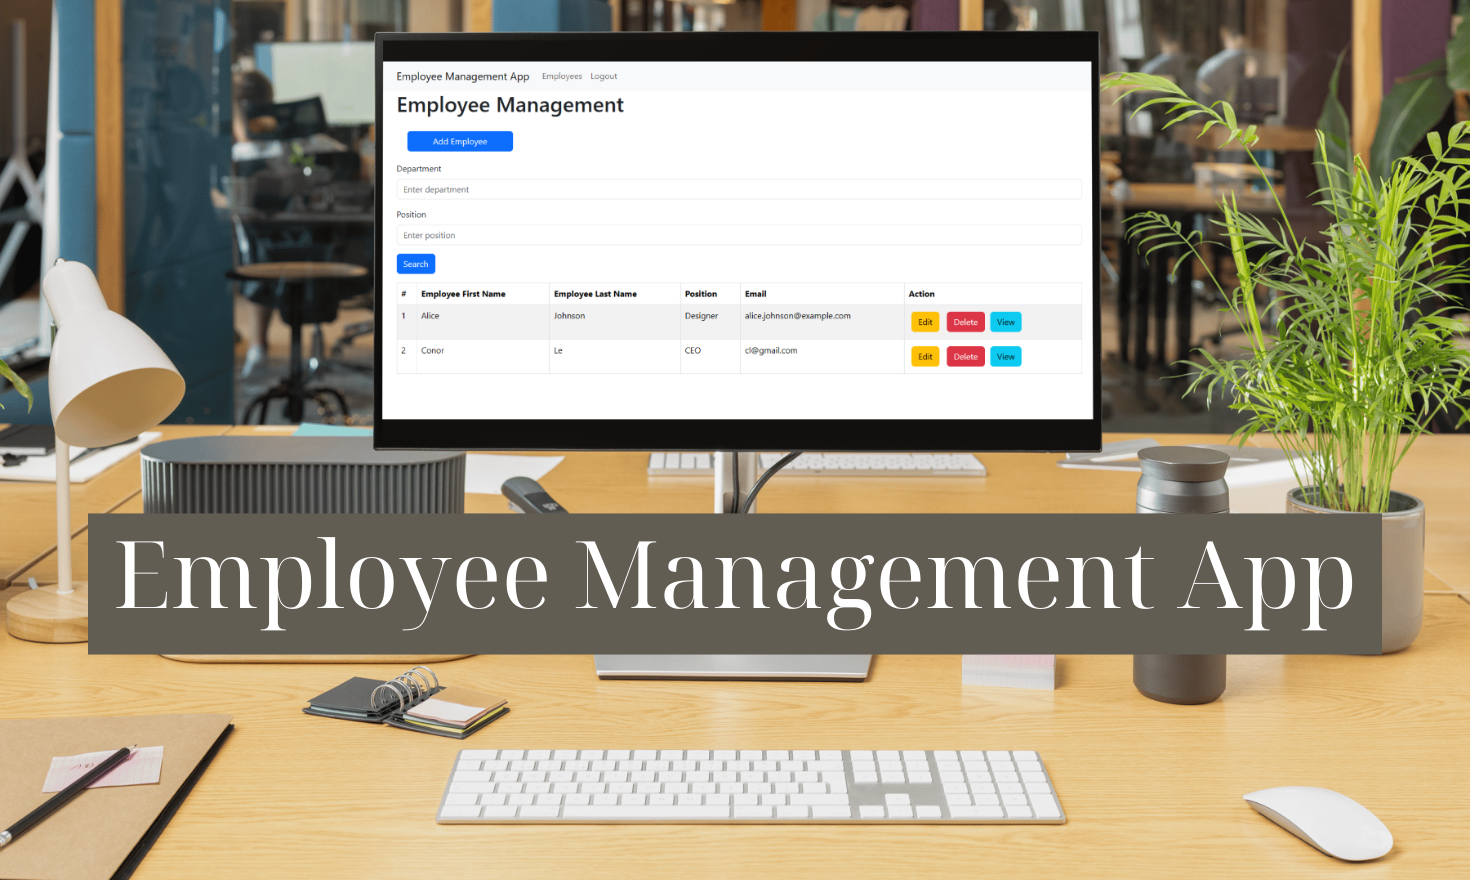 Employee Management App Employees Logout
Employee Management
Add Employee
Department
Enter department
Position
Enter position
Search
# Employee First Name Employee Last Name Position Email Action
1 Alice Johnson Designer alice.johnson@example.com Edit Delete View
2 Conor Le CEO cl@gmail.com Edit Delete View
Employee Management App